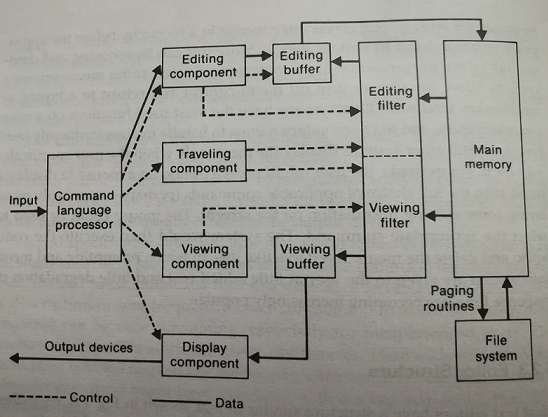 Editing
component
Editing
buffer
Editing
filter
Main
memory
Traveling
component
Input
Command
language
processor
Viewing
filter
Viewing
component
Viewing
buffer
Paging
routines
File
system
Output devices
Display
component
Control
Data